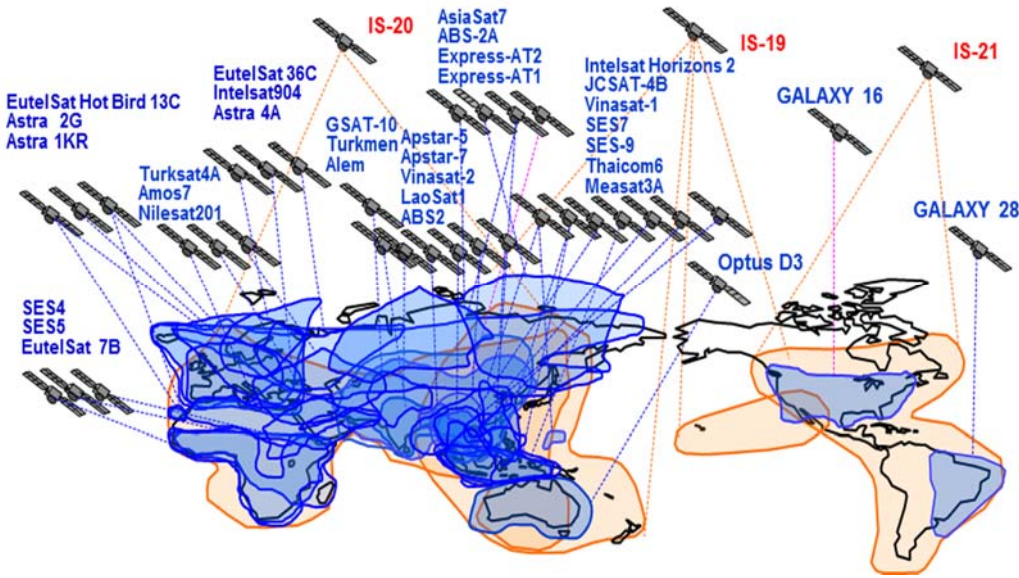 IS-20
AsiaSat7
ABS-2A
Express-AT2
Express-AT1
IS-19
IS-21
EutelSat 36C
Intelsat904
Astra 4A
Intelsat Horizons 2
JCSAT-4B
Vinasat-1
SES7
SES-9
Thaicom6
Measat3A
GALAXY 16
EutelSat Hot Bird 13C
Astra 2G
Astra 1KR
GSAT-10
Turkmen
Alem
Apstar-5
Apstar-7
Vinasat-2
LaoSat1
ABS2
Turksat4A
Amos7
Nilesat201
GALAXY 28
Optus D3
SES4
SES5
EutelSat 7B